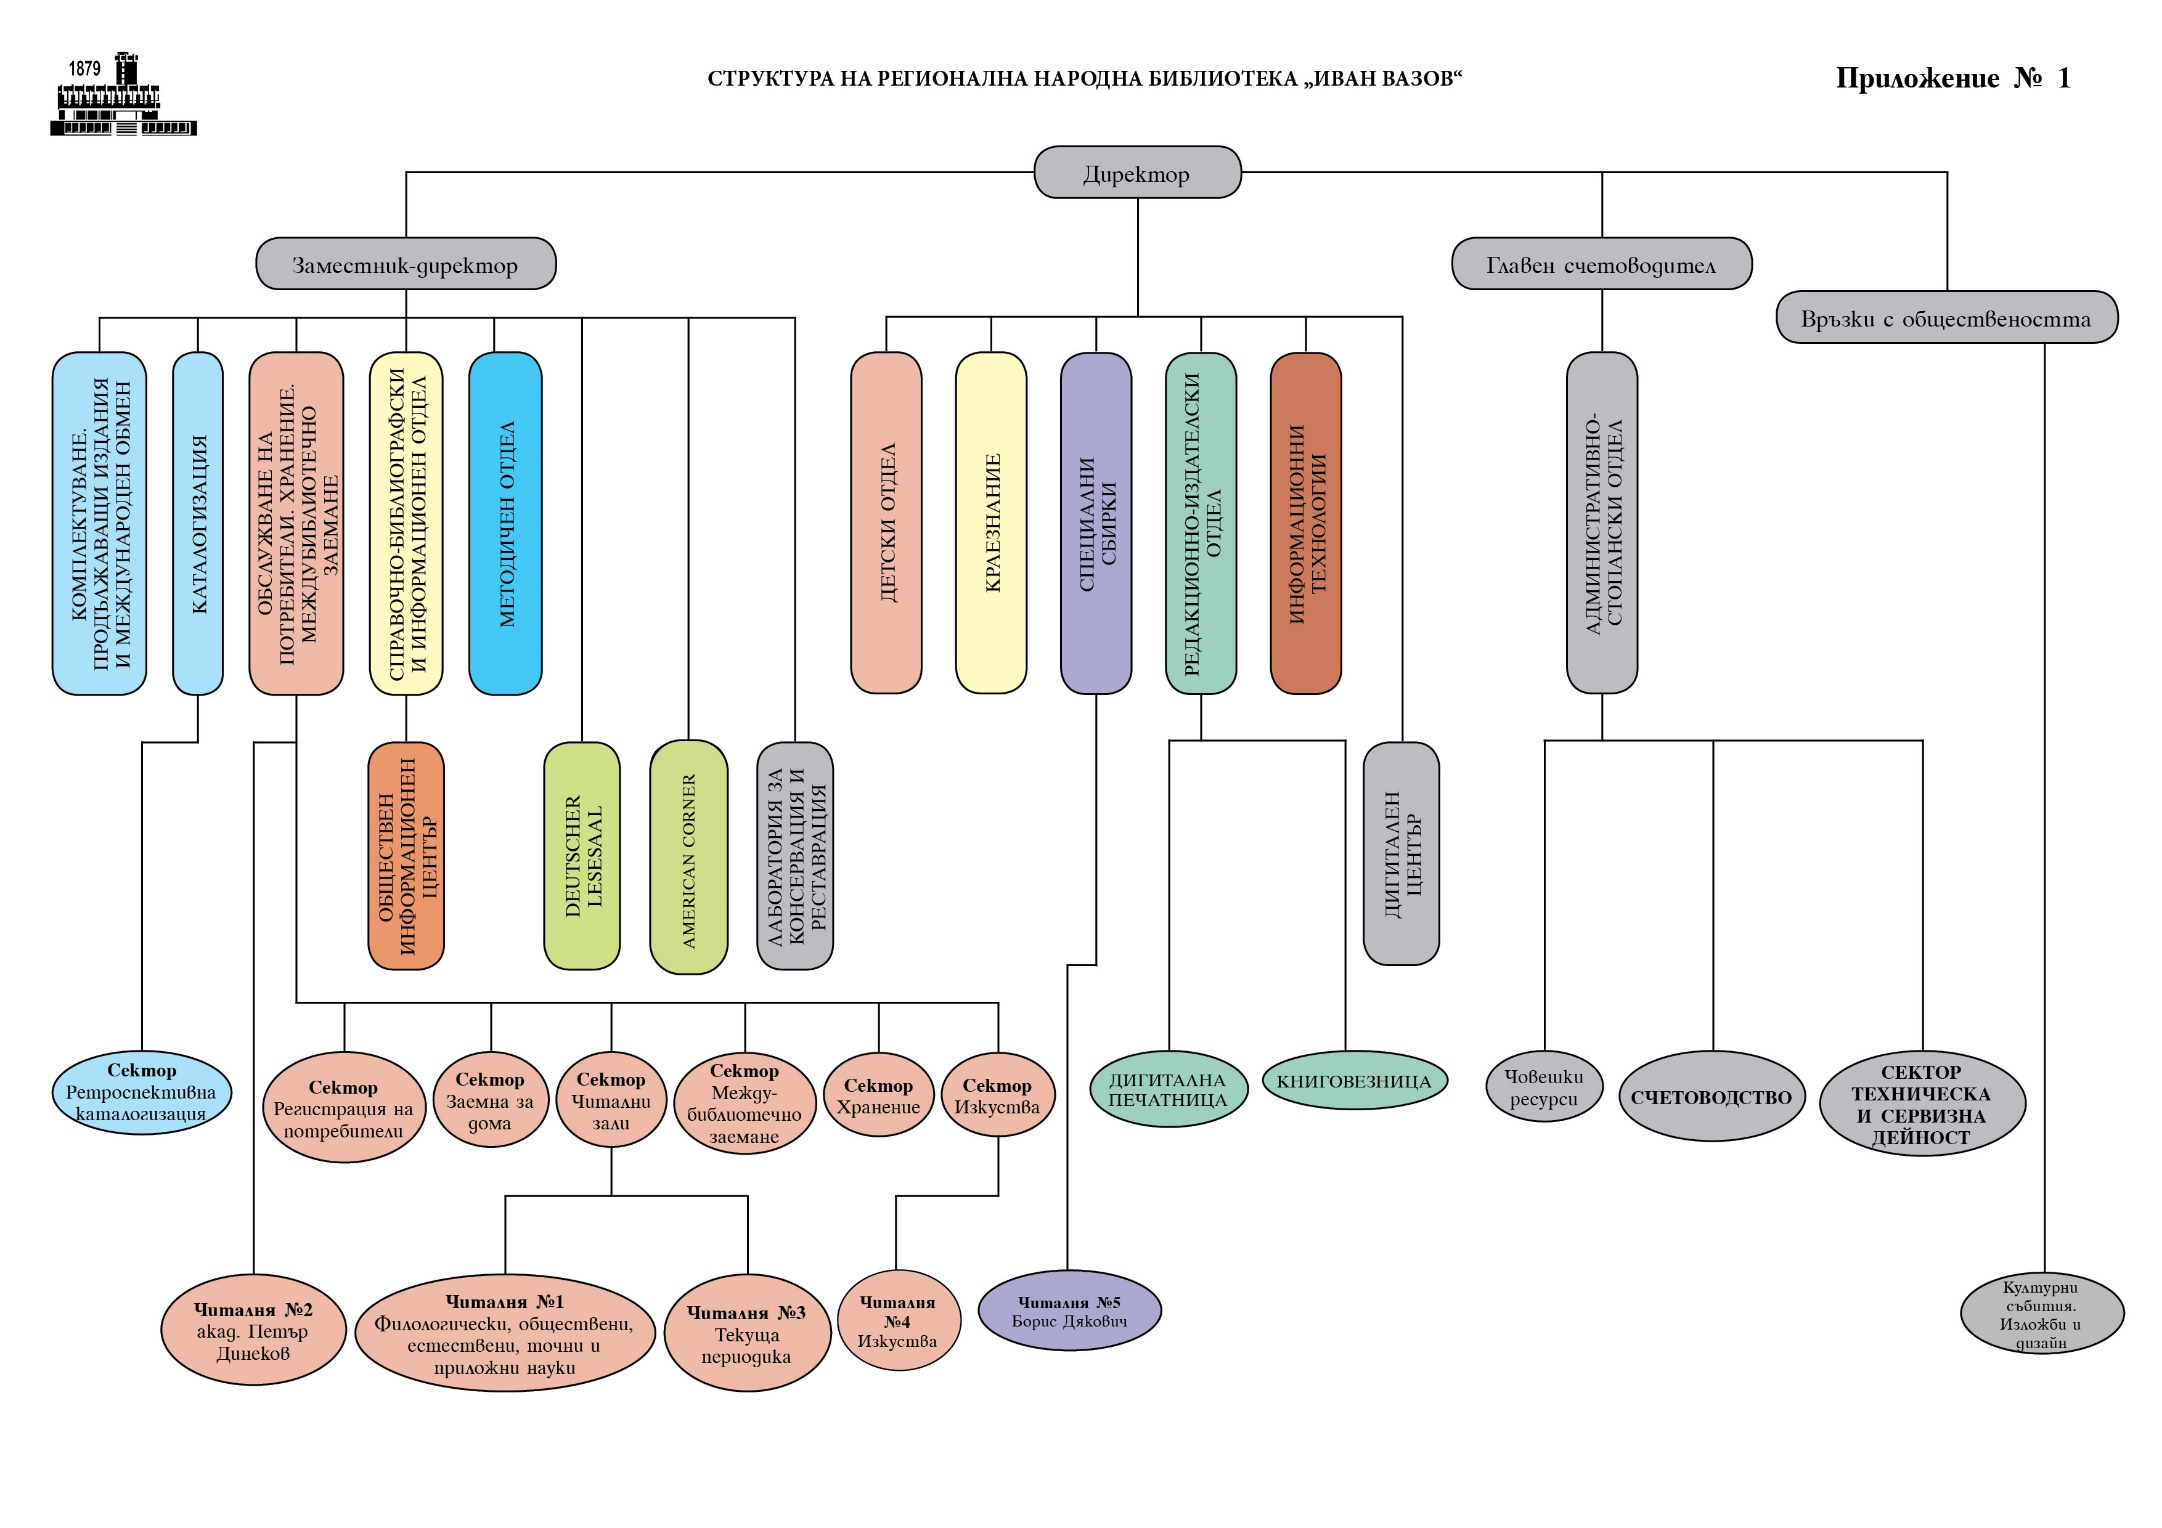 1879
СТРУКТУРА НА РЕГИОНАЛНА НАРОДНА БИБЛИОТЕКА „ИВАН ВАЗОВ“
Приложение № 1
Директор
Заместник-директор
Главен счетоводител
Връзки с обществеността
КОМПЛЕКТУВАНЕ.
ПРОДЪЛЖАВАЩИ ИЗДАНИЯ
И МЕЖДУНАРОДЕН ОБМЕН
КАТАЛОГИЗАЦИЯ
ОБСЛУЖВАНЕ НА
ПОТРЕБИТЕЛИ. ХРАНЕНИЕ.
МЕЖДУБИБЛИОТЕЧНО
ЗАЕМАНЕ
СПРАВОЧНО-БИБЛИОГРАФСКИ
И ИНФОРМАЦИОНЕН ОТДЕЛ
МЕТОДИЧЕН ОТДЕЛ
ДЕТСКИ ОТДЕЛ
КРАЕЗНАНИЕ
СПЕЦИАЛНИ
СБИРКИ
РЕДАКЦИОННО-ИЗДАТЕЛСКИ
ОТДЕЛ
ИНФОРМАЦИОННИ
ТЕХНОЛОГИИ
АДМИНИСТРАТИВНО-
СТОПАНСКИ ОТДЕЛ
ОБЩЕСТВЕН
ИНФОРМАЦИОНЕН
ЦЕНТЪР
DEUTSCHER
LESESAAL
AMERICAN CORNER
ЛАБОРАТОРИЯ ЗА
КОНСЕРВАЦИЯ И
РЕСТАВРАЦИЯ
ДИГИТАЛЕН
ЦЕНТЪР
Сектор
Ретроспективна
каталогизация
Сектор
Регистрация на
потребители
Сектор
Заемна за
дома
Сектор
Читални
зали
Сектор
Между-
библиотечно
заемане
Сектор
Хранение
Сектор
Изкуства
ДИГИТАЛНА
ПЕЧАТНИЦА
КНИГОВЕЗНИЦА
Човешки
ресурси
СЧЕТОВОДСТВО
СЕКТОР
ТЕХНИЧЕСКА
И СЕРВИЗНА
ДЕЙНОСТ
Читалня №2
акад. Петър
Динеков
Читалня №1
Филологически, обществени,
естествени, точни и
приложни науки
Читалня №3
Текуща
периодика
Читалня
№4
Изкуства
Читалня №5
Борис Дякович
Културни
събития.
Изложби и
дизайн